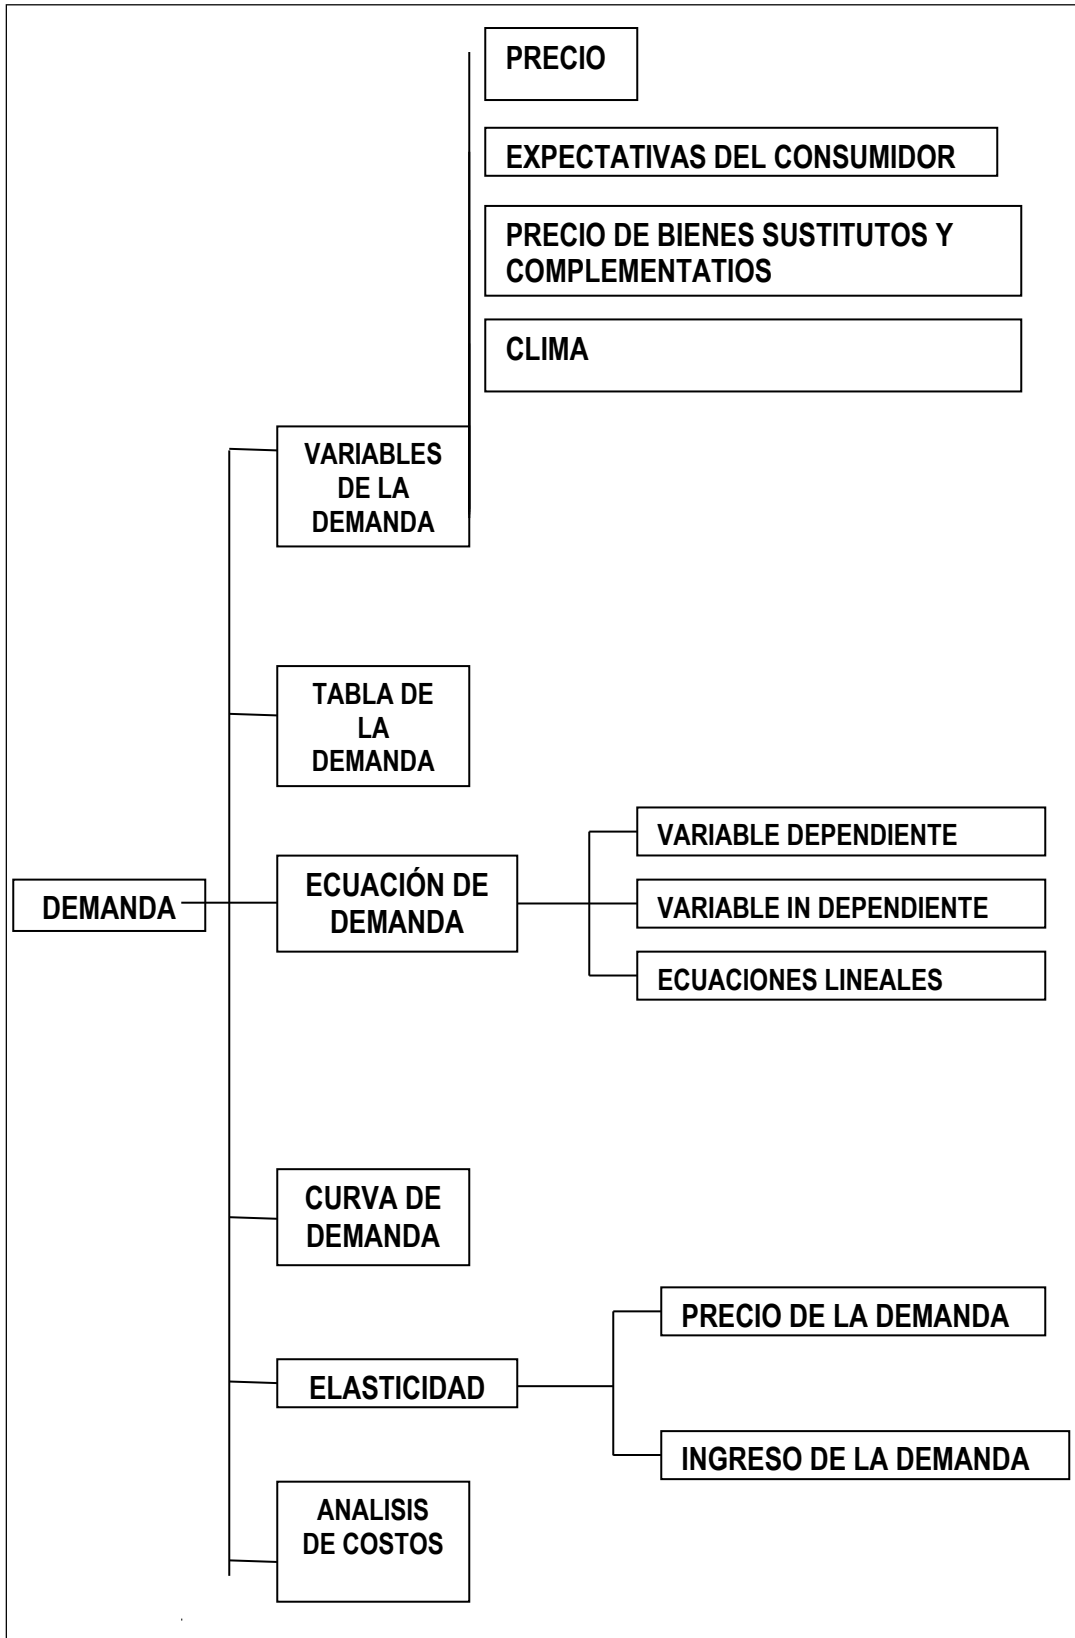 PRECIO
EXPECTATIVAS DEL CONSUMIDOR
PRECIO DE BIENES SUSTITUTOS Y
COMPLEMENTATIOS
CLIMA
VARIABLES
DE LA
DEMANDA
TABLA DE
LA
DEMANDA
DEMANDA
ECUACIÓN DE
DEMANDA
VARIABLE DEPENDIENTE
VARIABLE IN DEPENDIENTE
ECUACIONES LINEALES
CURVA DE
DEMANDA
ELASTICIDAD
PRECIO DE LA DEMANDA
INGRESO DE LA DEMANDA
ANALISIS
DE COSTOS